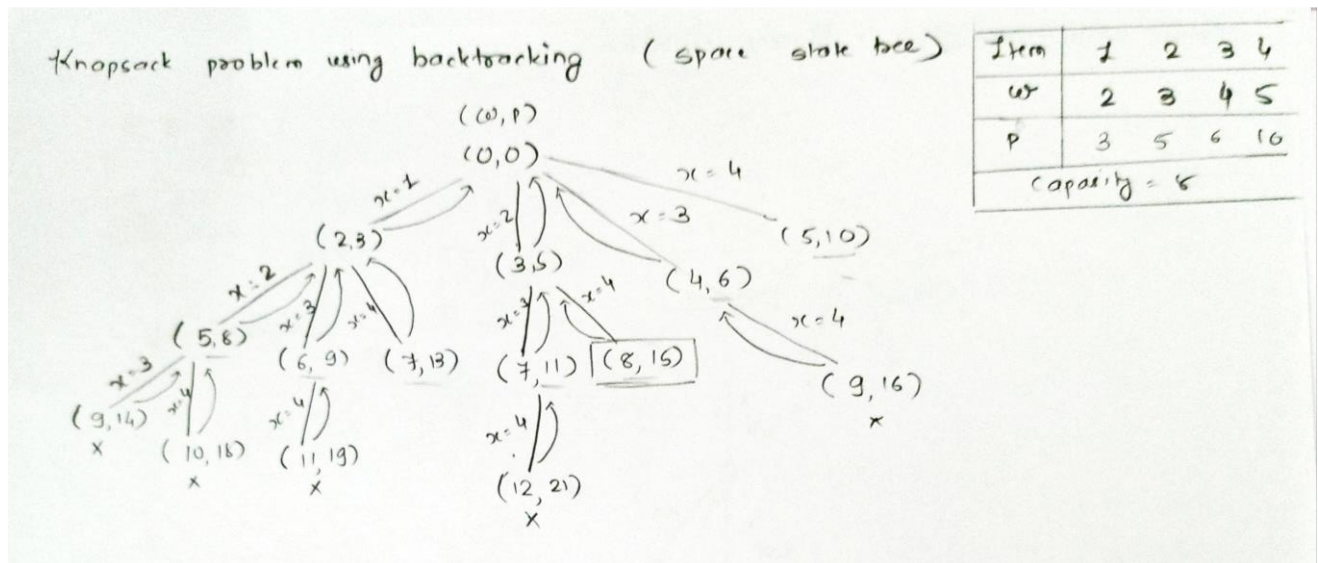 Knapsack problem using backtracking (space state tree)
Item 1 2 3 4
w 2 3 4 5
P 3 5 6 10
Capacity = 8
(w, P)
(0,0)
x=1
x=2
x=3
x=4
(2,3)
(3,5)
(4,6)
(5,10)
x=2
x=3
x=4
x=3
x=4
x=4
(5,8)
(6,9)
(7,13)
(7,11)
(8,15)
(9,16)
x
x=3
x=4
x=4
x=4
(9,14)
x
(10,18)
x
(11,19)
x
(12,21)
x